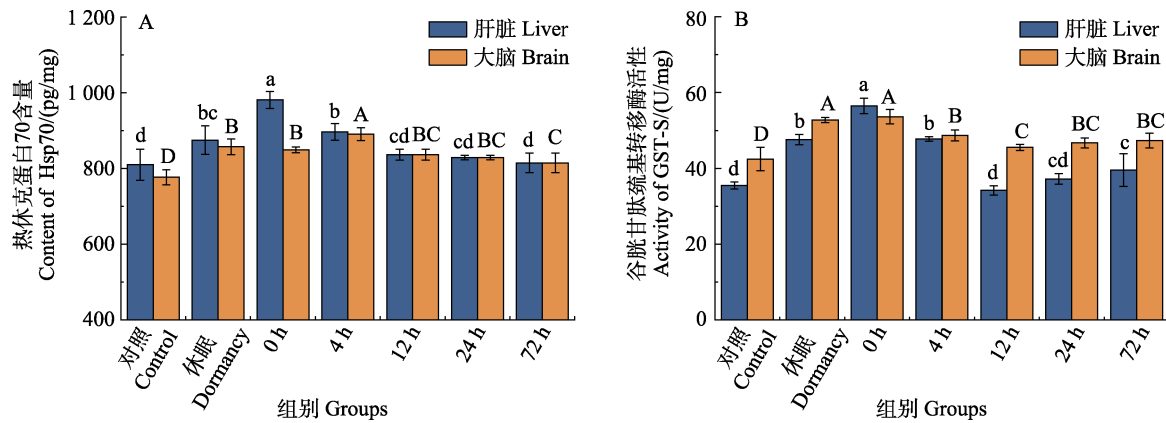 A
热休克蛋白70含量
Content of Hsp70/(pg/mg)
1 200
1 000
800
600
400
肝脏 Liver
大脑 Brain
d D
bc B
a B
b A
cd BC
cd BC
d C
对照
Control
休眠
Dormancy
0 h
4 h
12 h
24 h
72 h
组别 Groups
B
谷胱甘肽巯基转移酶活性
Activity of GST-S/(U/mg)
80
60
40
20
0
肝脏 Liver
大脑 Brain
d D
b A
a A
b B
d C
cd BC
c BC
对照
Control
休眠
Dormancy
0 h
4 h
12 h
24 h
72 h
组别 Groups